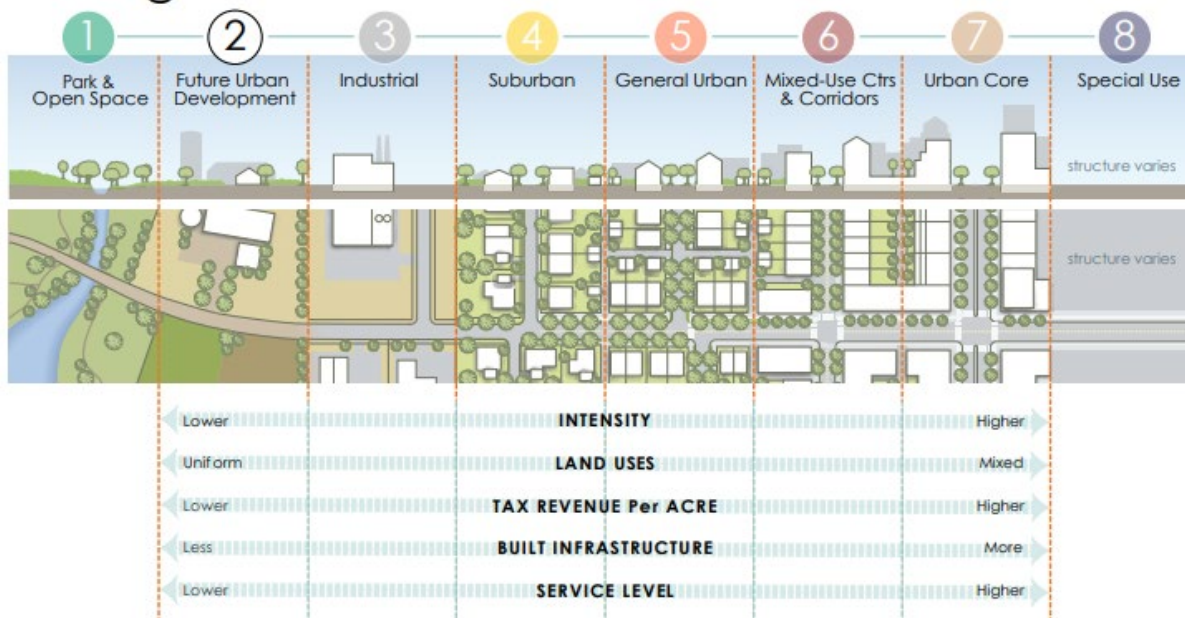 1 2 3 4 5 6 7 8
Park & Open Space
Future Urban Development
Industrial
Suburban
General Urban
Mixed-Use Ctrs & Corridors
Urban Core
Special Use
structure varies
structure varies
Lower INTENSITY Higher
Uniform LAND USES Mixed
Lower TAX REVENUE Per ACRE Higher
Less BUILT INFRASTRUCTURE More
Lower SERVICE LEVEL Higher